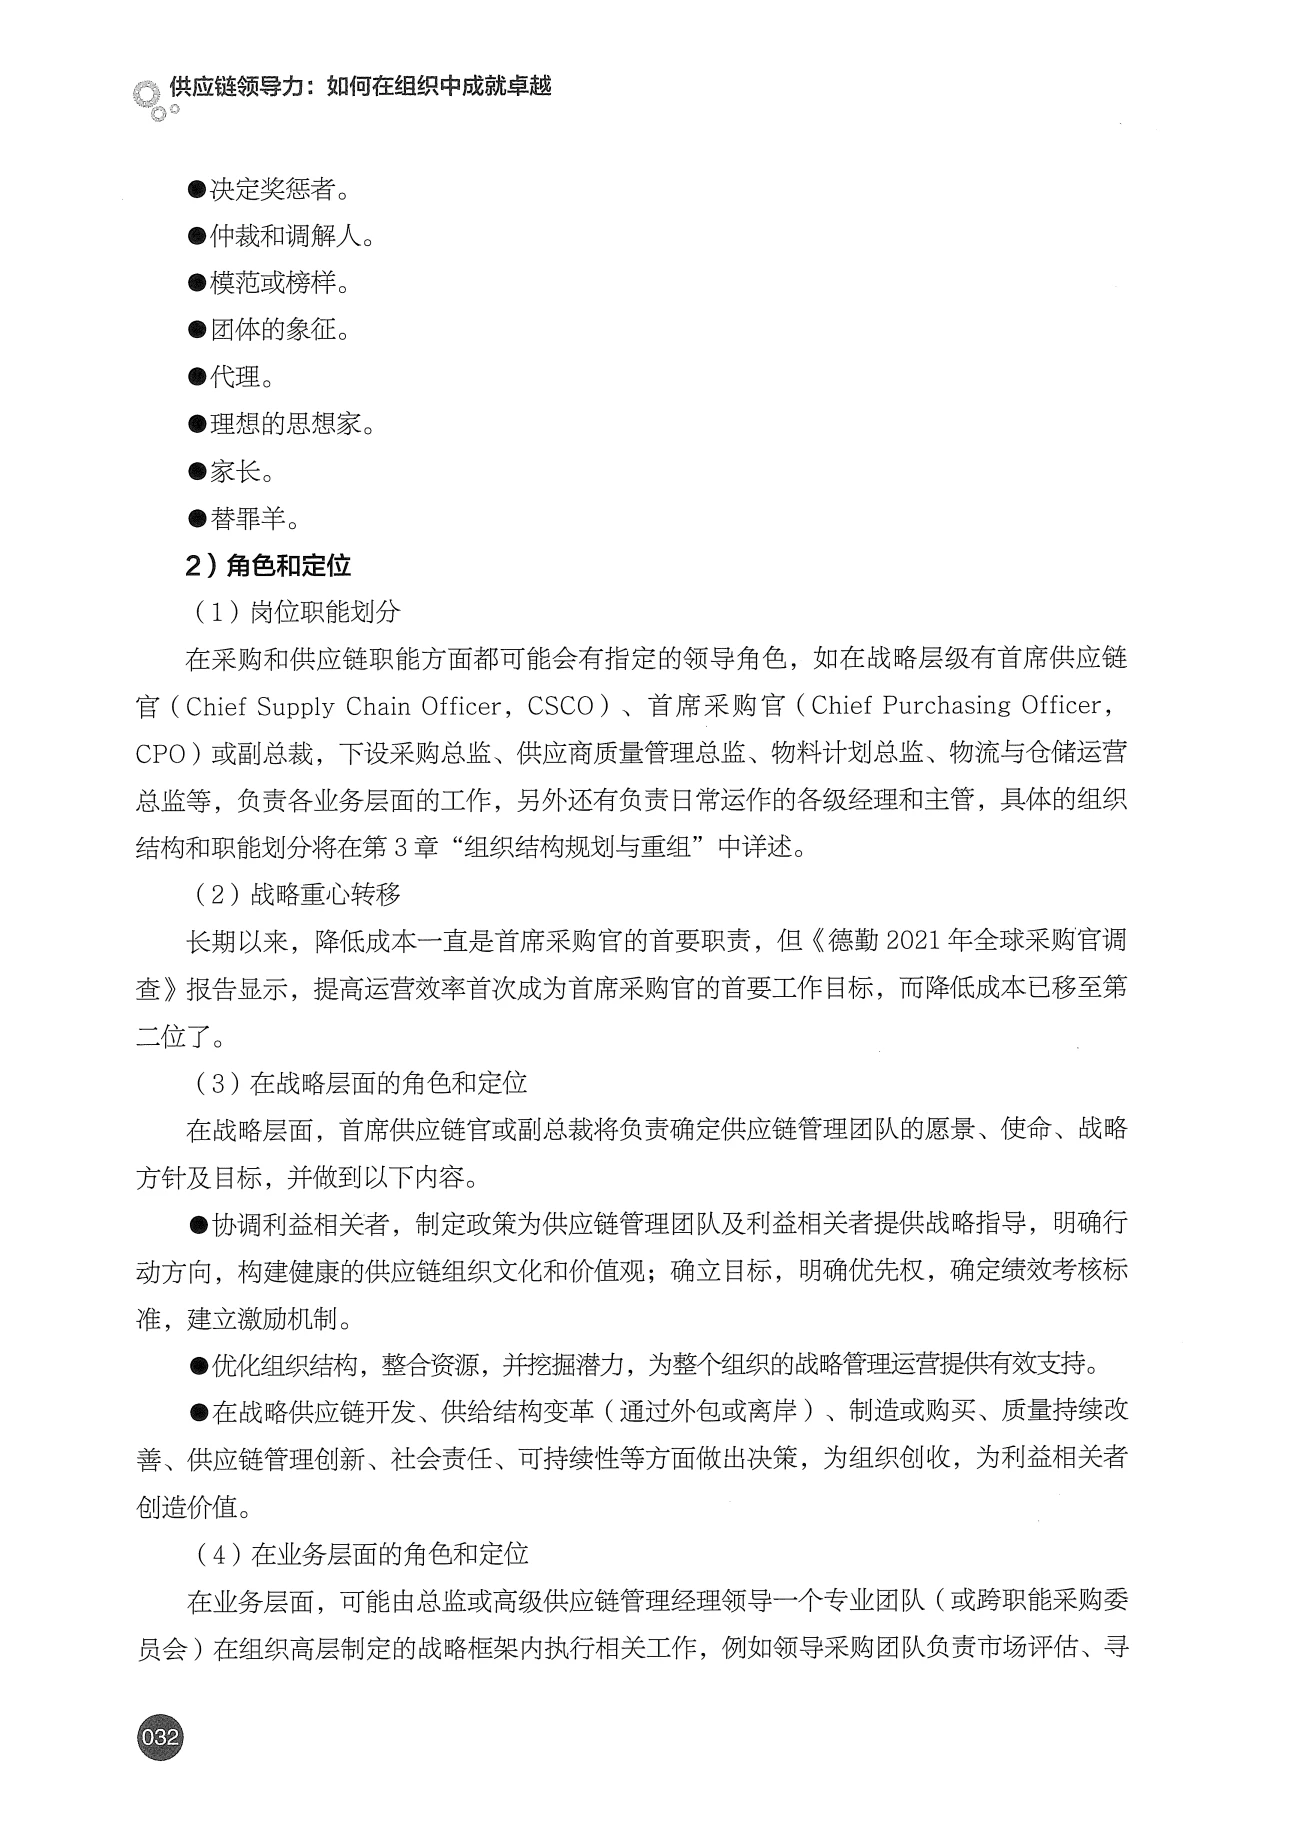 供应链领导力：如何在组织中成就卓越
●决定奖惩者。
●仲裁和调解人。
●模范或榜样。
●团体的象征。
●代理。
●理想的思想家。
●家长。
●替罪羊。
2）角色和定位
（1）岗位职能划分
在采购和供应链职能方面都可能会有指定的领导角色，如在战略层级有首席供应链
官（Chief Supply Chain Officer，CSCO）、首席采购官（Chief Purchasing Officer，
CPO）或副总裁，下设采购总监、供应商质量管理总监、物料计划总监、物流与仓储运营
总监等，负责各业务层面的工作，另外还有负责日常运作的各级经理和主管，具体的组织
结构和职能划分将在第 3 章“组织结构规划与重组”中详述。
（2）战略重心转移
长期以来，降低成本一直是首席采购官的首要职责，但《德勤 2021 年全球采购官调
查》报告显示，提高运营效率首次成为首席采购官的首要工作目标，而降低成本已移至第
二位了。
（3）在战略层面的角色和定位
在战略层面，首席供应链官或副总裁将负责确定供应链管理团队的愿景、使命、战略
方针及目标，并做到以下内容。
●协调利益相关者，制定政策为供应链管理团队及利益相关者提供战略指导，明确行
动方向，构建健康的供应链组织文化和价值观；确立目标，明确优先权，确定绩效考核标
准，建立激励机制。
●优化组织结构，整合资源，并挖掘潜力，为整个组织的战略管理运营提供有效支持。
●在战略供应链开发、供给结构变革（通过外包或离岸）、制造或购买、质量持续改
善、供应链管理创新、社会责任、可持续性等方面做出决策，为组织创收，为利益相关者
创造价值。
（4）在业务层面的角色和定位
在业务层面，可能由总监或高级供应链管理经理领导一个专业团队（或跨职能采购委
员会）在组织高层制定的战略框架内执行相关工作，例如领导采购团队负责市场评估、寻
032